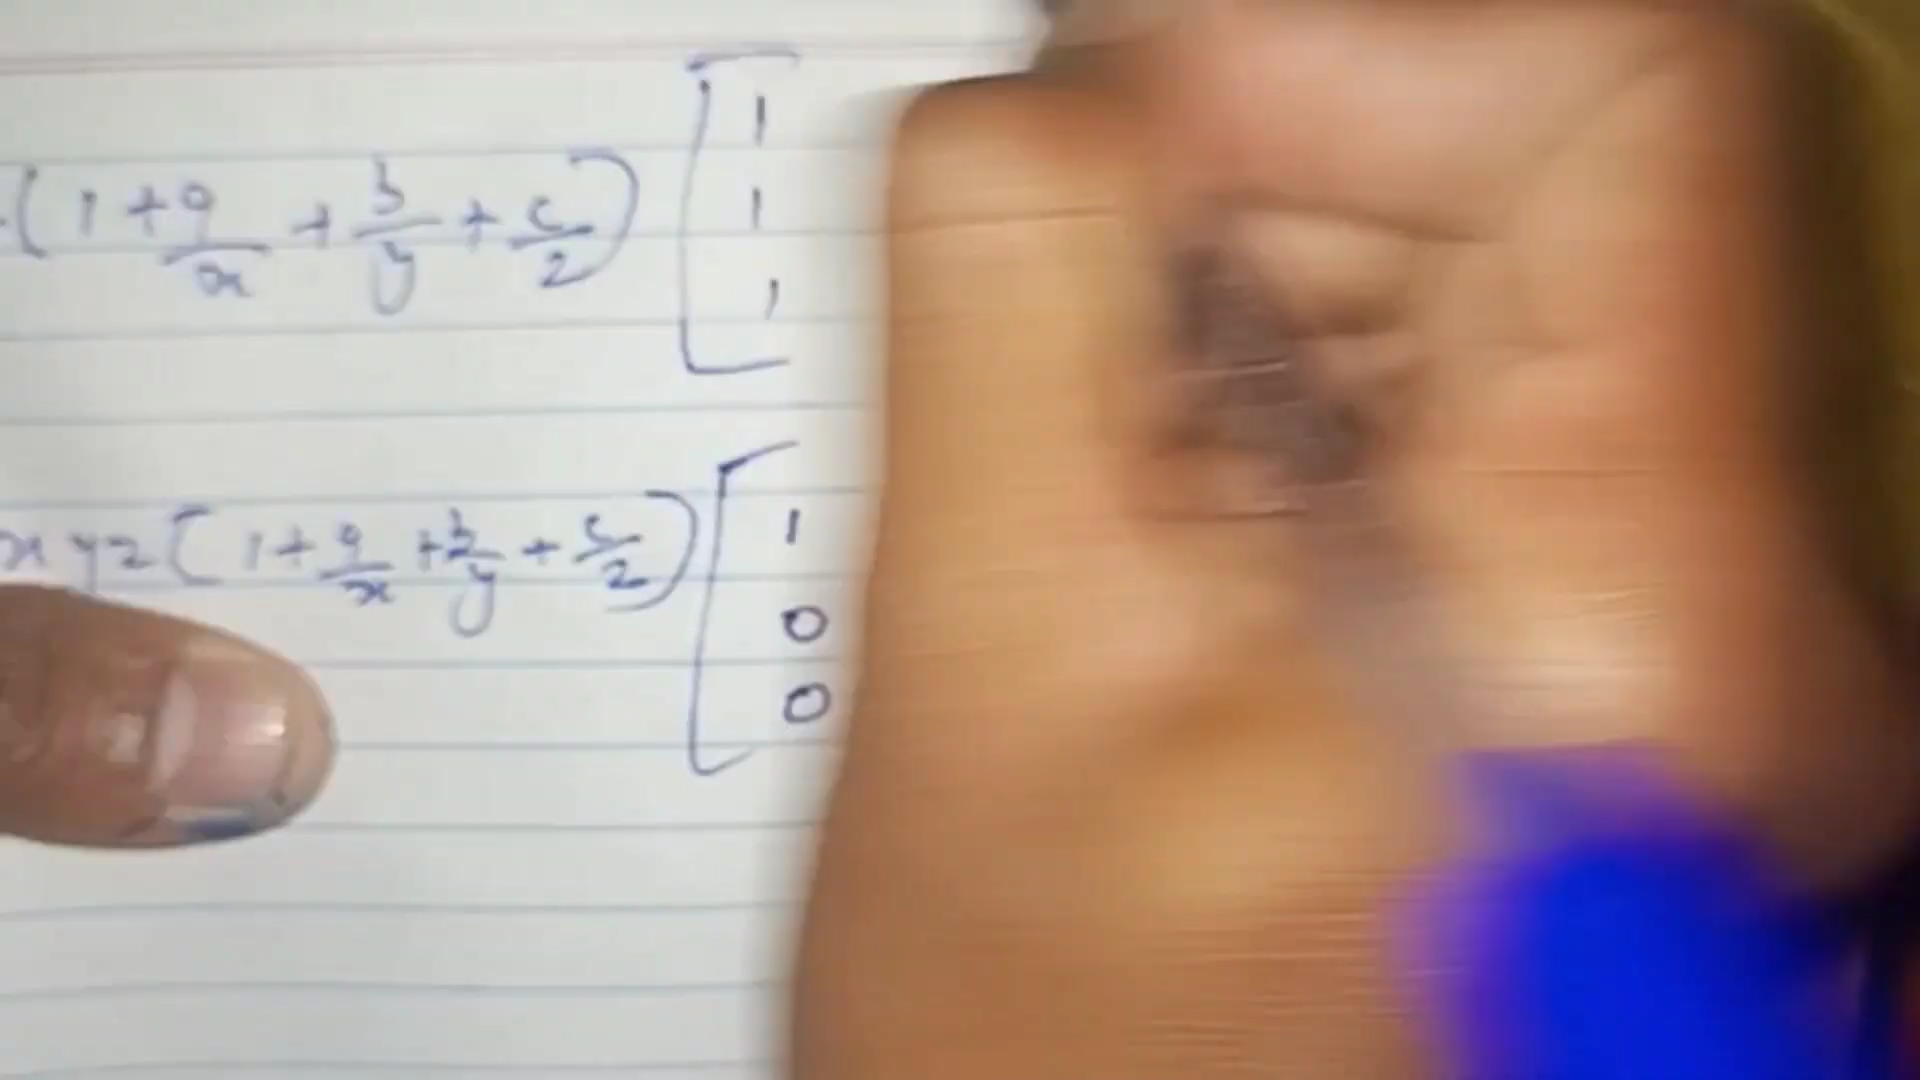 (1 + a/x + b/y + c/z) [ 1
1
1
xyz (1 + a/x + b/y + c/z) [ 1
0
0